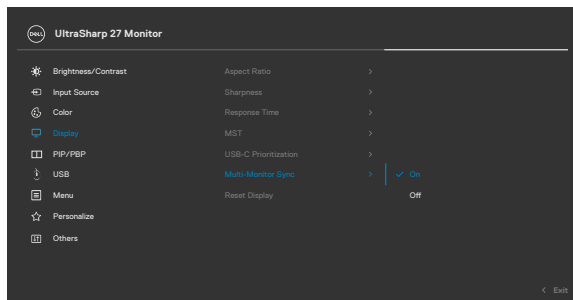 DELL UltraSharp 27 Monitor
Brightness/Contrast Aspect Ratio >
Input Source Sharpness >
Color Response Time >
Display MST >
PIP/PBP USB-C Prioritization >
USB Multi-Monitor Sync > ✓ On
Menu Reset Display Off
Personalize
Others
< Exit